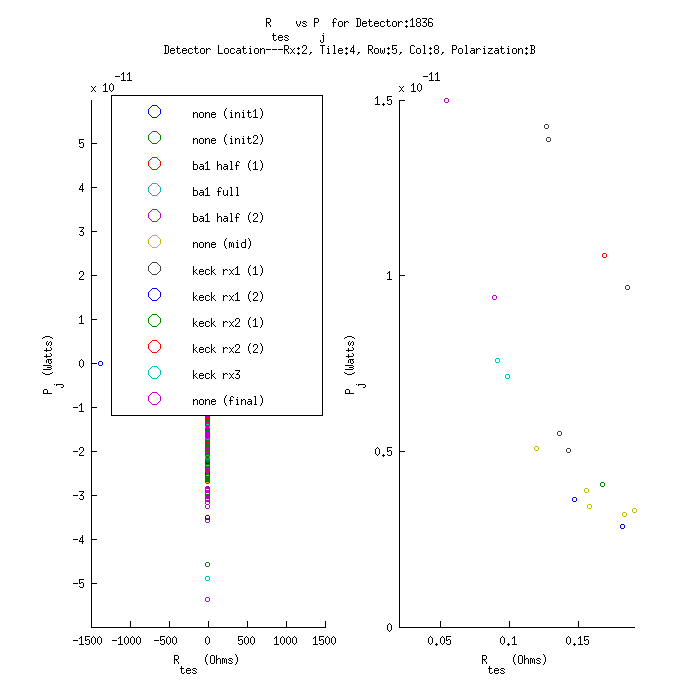 R    vs P  for Detector:1836
tes    j
Detector Location---Rx:2, Tile:4, Row:5, Col:8, Polarization:B
x 10^-11
x 10^-11
none (init1)
none (init2)
ba1 half (1)
ba1 full
ba1 half (2)
none (mid)
keck rx1 (1)
keck rx1 (2)
keck rx2 (1)
keck rx2 (2)
keck rx3
none (final)
5
4
3
2
1
0
-1
-2
-3
-4
-5
P_j (Watts)
-1500 -1000 -500 0 500 1000 1500
R_tes (Ohms)
1.5
1
0.5
0
P_j (Watts)
0.05 0.1 0.15
R_tes (Ohms)